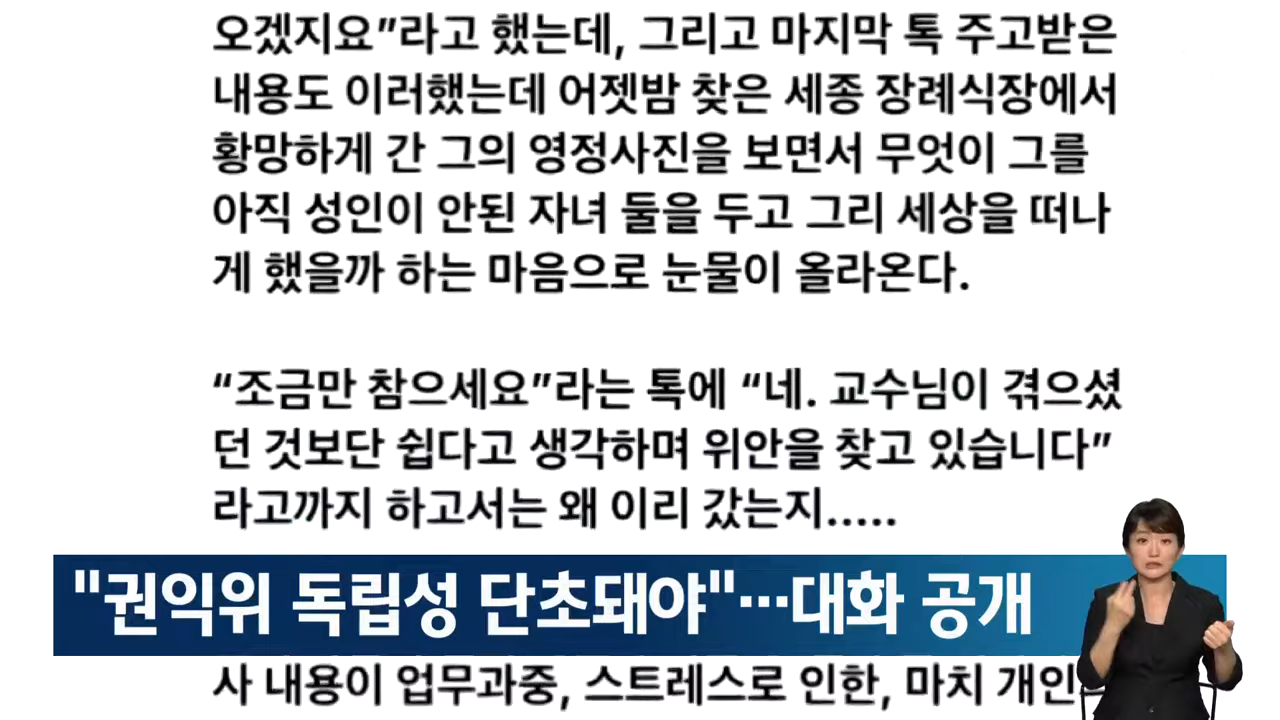 오겠지요”라고 했는데, 그리고 마지막 톡 주고받은
내용도 이러했는데 어젯밤 찾은 세종 장례식장에서
황망하게 간 그의 영정사진을 보면서 무엇이 그를
아직 성인이 안된 자녀 둘을 두고 그리 세상을 떠나
게 했을까 하는 마음으로 눈물이 올라온다.
“조금만 참으세요”라는 톡에 “네. 교수님이 겪으셨
던 것보단 쉽다고 생각하며 위안을 찾고 있습니다”
라고까지 하고서는 왜 이리 갔는지.....
"권익위 독립성 단초돼야"…대화 공개
사 내용이 업무과중, 스트레스로 인한, 마치 개인